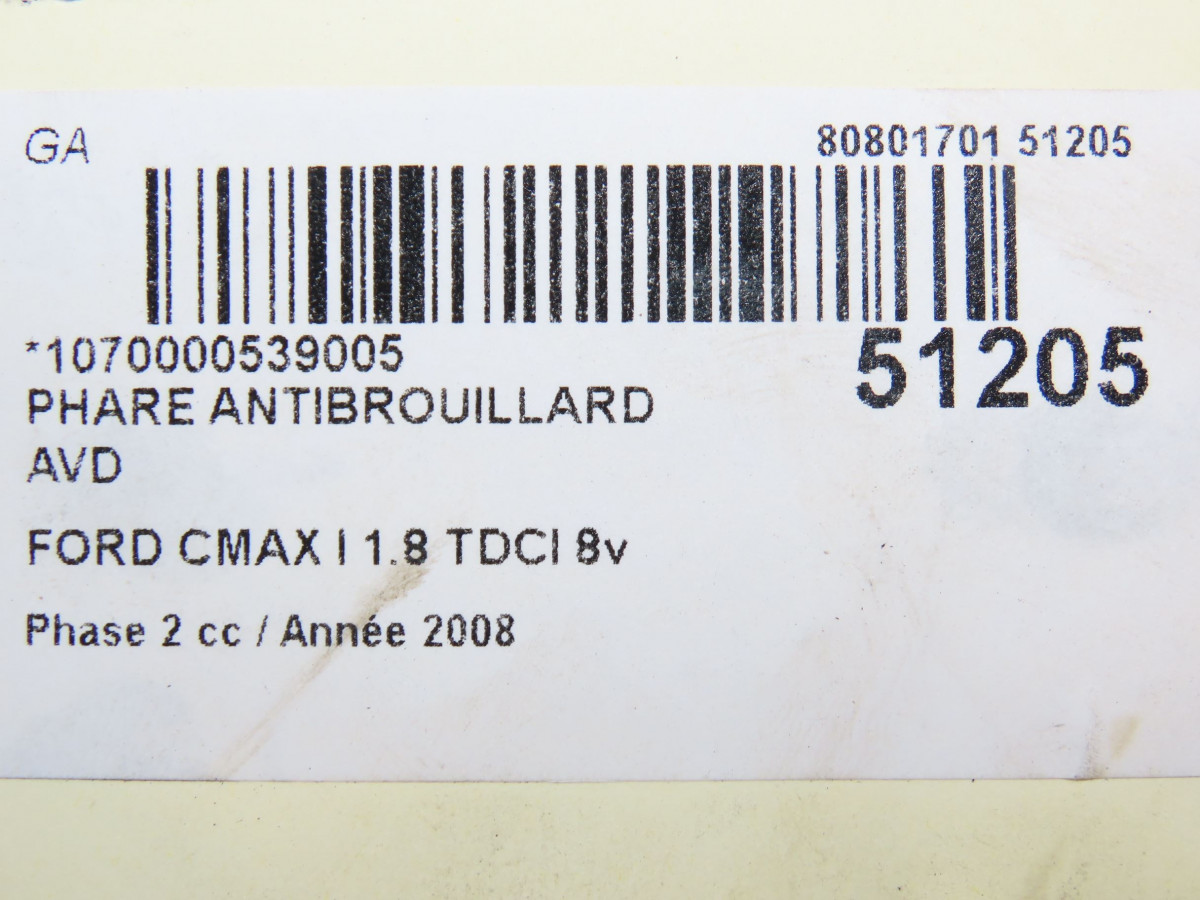 GA
80801701 51205
*1070000539005
51205
PHARE ANTIBROUILLARD
AVD
FORD CMAX I 1.8 TDCI 8v
Phase 2 cc / Année 2008